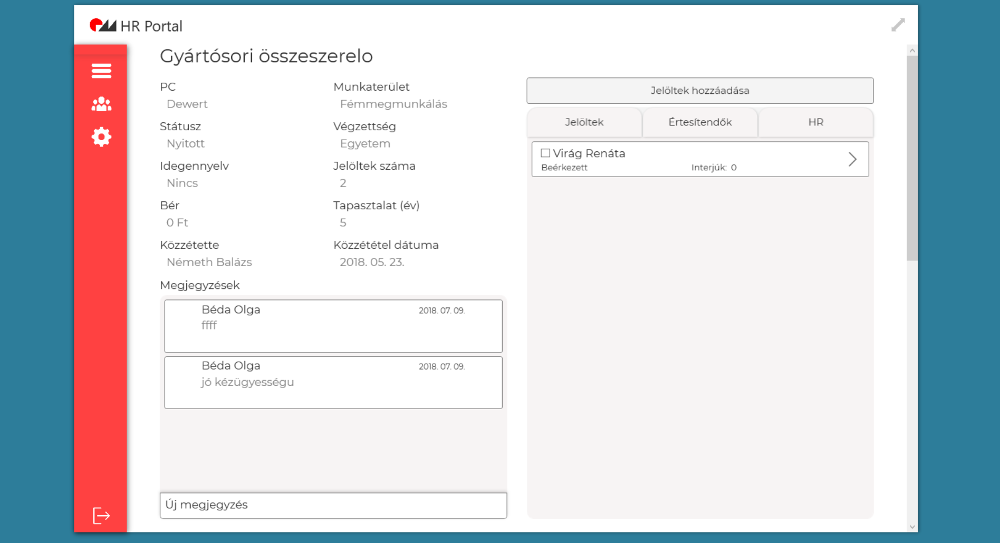 HR Portal
Gyártósori összeszerelo
PC
Dewert
Munkaterület
Fémmegmunkálás
Státusz
Nyitott
Végzettség
Egyetem
Idegennyelv
Nincs
Jelöltek száma
2
Bér
0 Ft
Tapasztalat (év)
5
Közzétette
Németh Balázs
Közzététel dátuma
2018. 05. 23.
Megjegyzések
Béda Olga 2018. 07. 09.
ffff
Béda Olga 2018. 07. 09.
jó kézügyességu
Új megjegyzés
Jelöltek hozzáadása
Jelöltek Értesítendők HR
Virág Renáta
Beérkezett Interjúk: 0